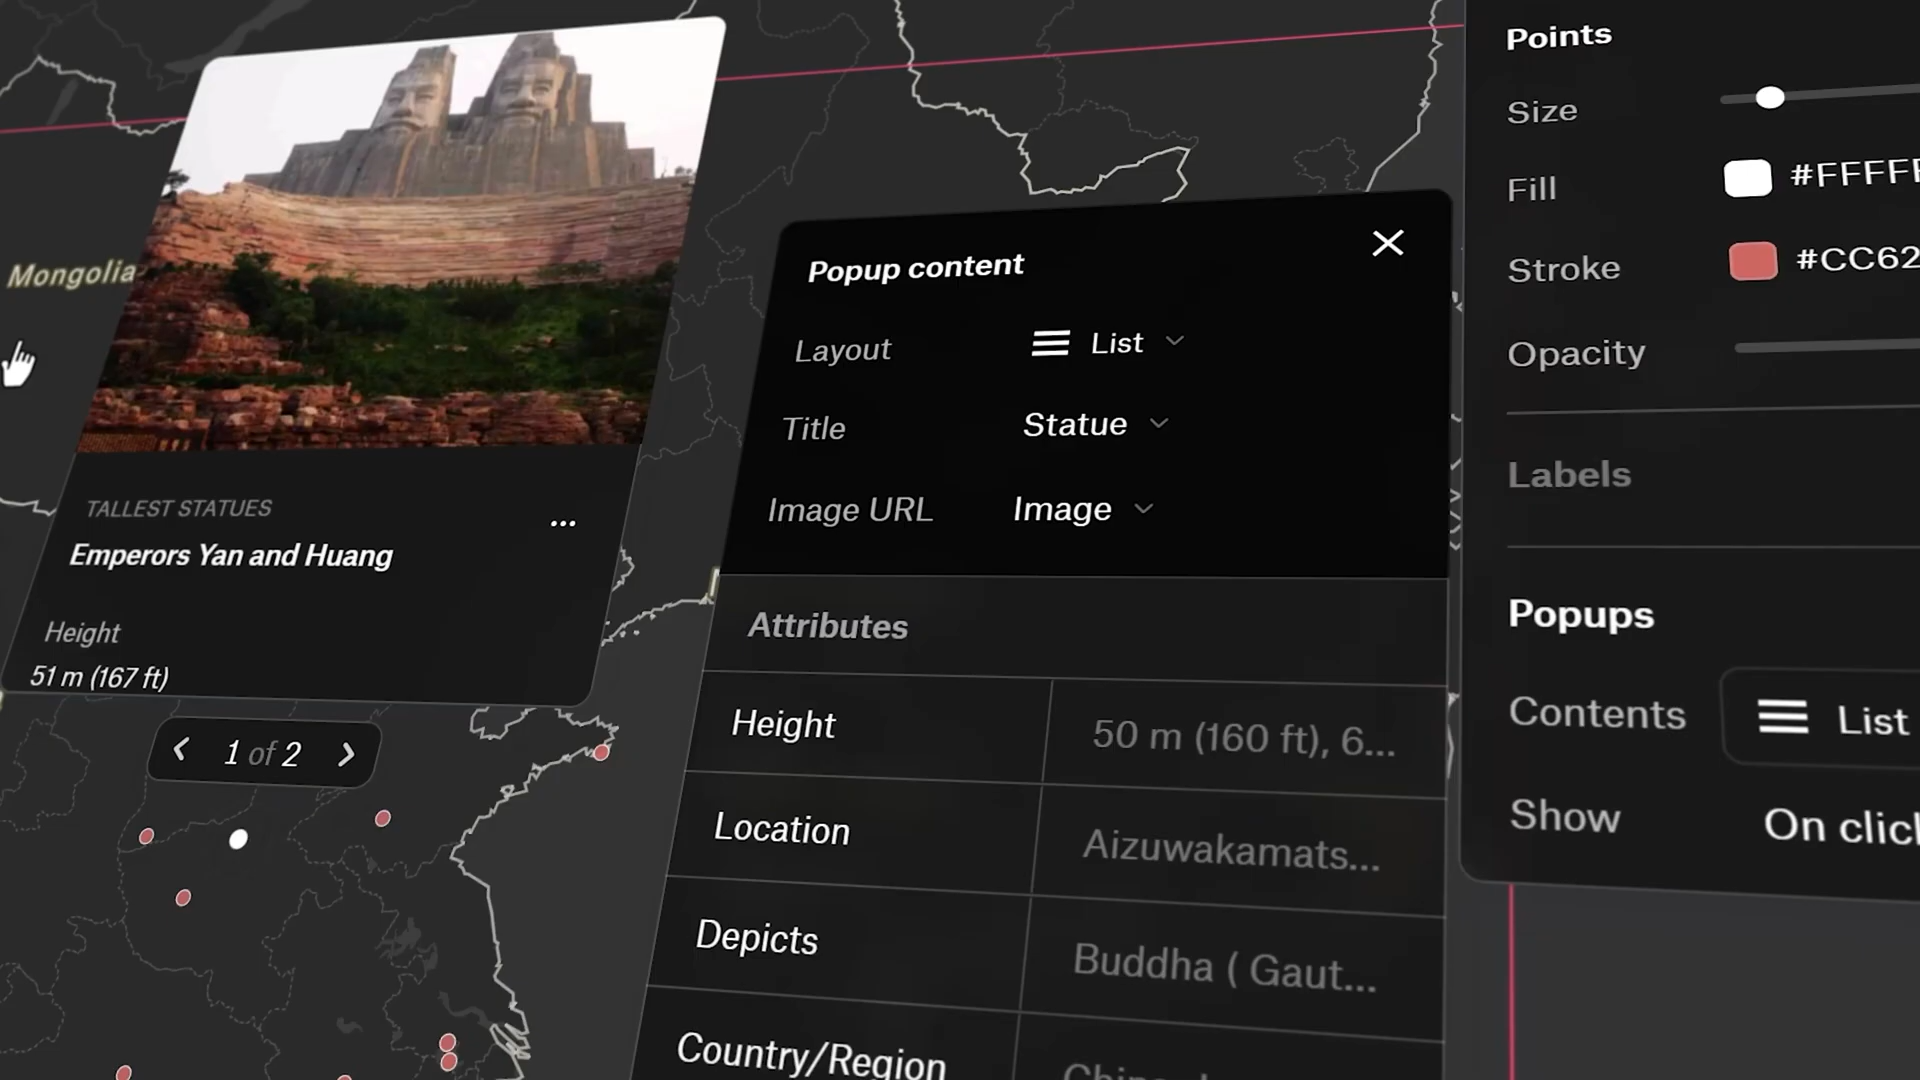 Mongolia
TALLEST STATUES
...
Emperors Yan and Huang
Height
51 m (167 ft)
1 of 2
Popup content
Layout
List
Title
Statue
Image URL
Image
Attributes
Height
50 m (160 ft), 6...
Location
Aizuwakamats...
Depicts
Buddha ( Gaut...
Country/Region
Points
Size
Fill
#FFFFF
Stroke
#CC62
Opacity
Labels
Popups
Contents
List
Show
On click